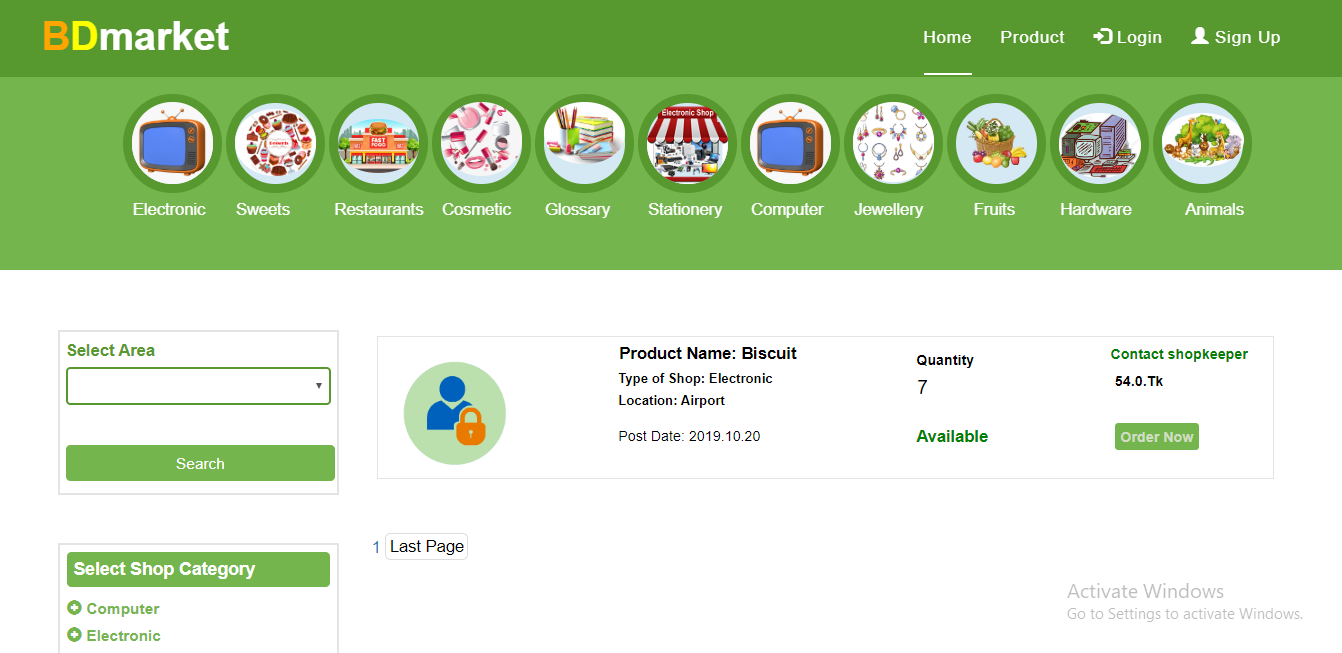 BDmarket
Home Product Login Sign Up
Electronic Shop
Desserts
FAST FOOD
Electronic Sweets Restaurants Cosmetic Glossary Stationery Computer Jewellery Fruits Hardware Animals
Select Area
Search
Product Name: Biscuit
Type of Shop: Electronic
Location: Airport
Post Date: 2019.10.20
Quantity
7
Available
Contact shopkeeper
54.0.Tk
Order Now
1 Last Page
Select Shop Category
Computer
Electronic
Activate Windows
Go to Settings to activate Windows.